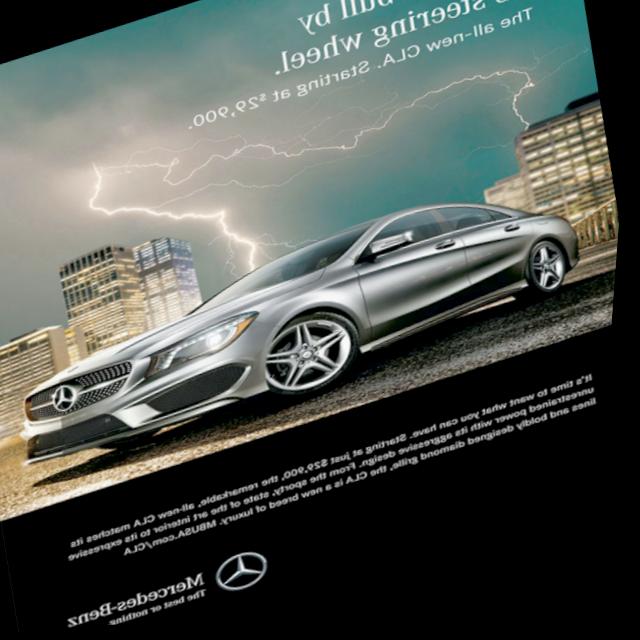 built by
a steering wheel.
The all-new CLA. Starting at $29,900.
It's time to want what you can have. Starting at just $29,900, the remarkable, all-new CLA matches its
unrestrained power with its aggressive design. From the sporty, state of the art interior to its expressive
lines and boldly designed diamond grille, the CLA is a new brand of luxury. MBUSA.com/CLA
Mercedes-Benz
The best or nothing